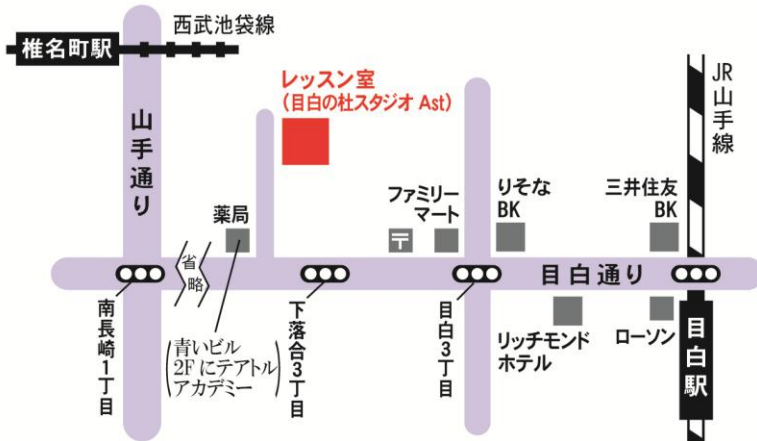 西武池袋線
椎名町駅
レッスン室
(目白の杜スタジオ Ast)
JR山手線
山手通り
薬局
〒
ファミリー
マート
りそな
BK
三井住友
BK
省略
目白通り
南長崎1丁目
下落合3丁目
目白3丁目
(青いビル
2Fにテアトル
アカデミー)
リッチモンド
ホテル
ローソン
目白駅